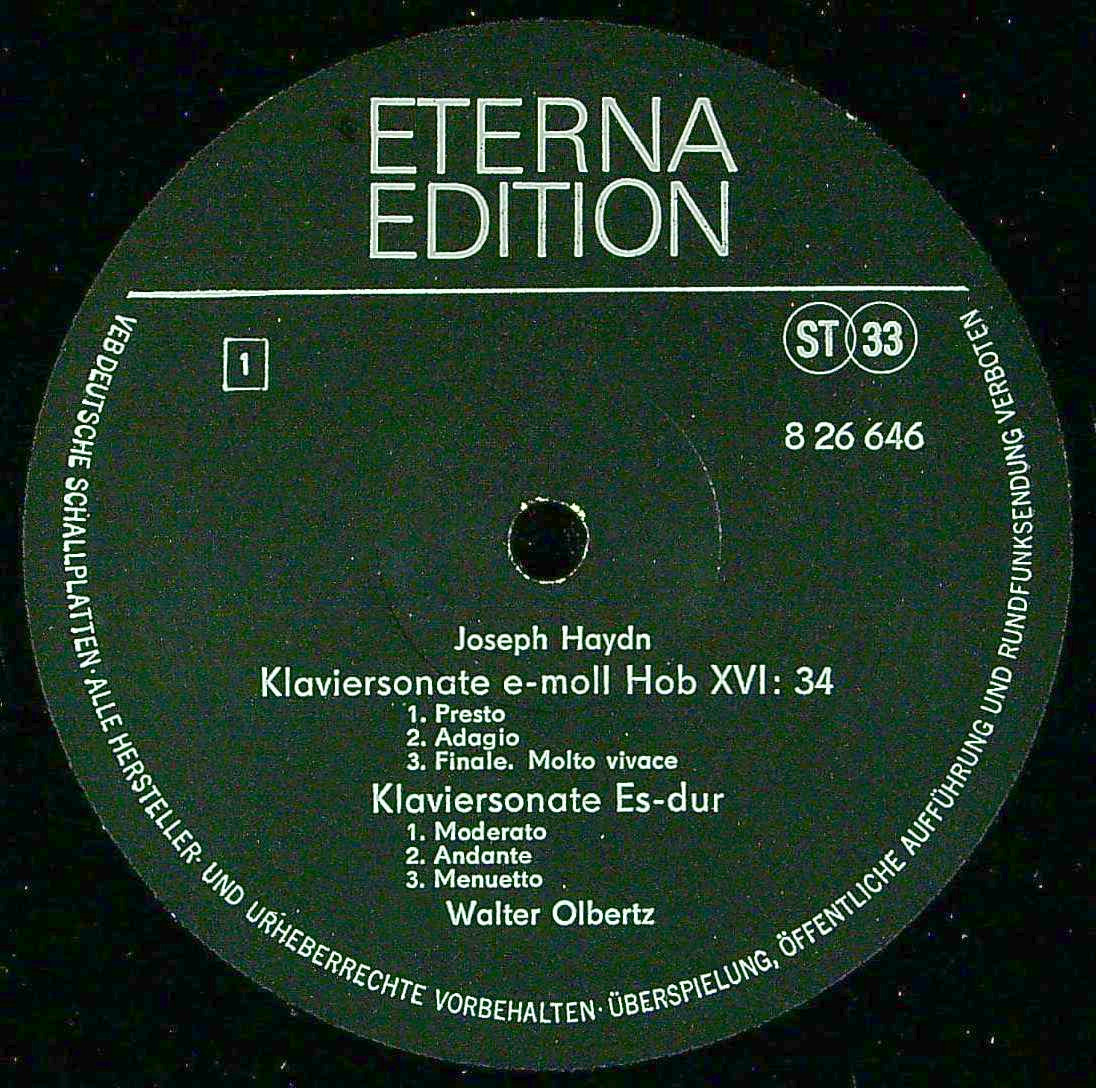 ETERNA
EDITION
1
ST 33
8 26 646
Joseph Haydn
Klaviersonate e-moll Hob XVI: 34
1. Presto
2. Adagio
3. Finale. Molto vivace
Klaviersonate Es-dur
1. Moderato
2. Andante
3. Menuetto
Walter Olbertz
VEB DEUTSCHE SCHALLPLATTEN · ALLE HERSTELLER- UND URHEBERRECHTE VORBEHALTEN · ÜBERSPIELUNG, ÖFFENTLICHE AUFFÜHRUNG UND RUNDFUNKSENDUNG VERBOTEN